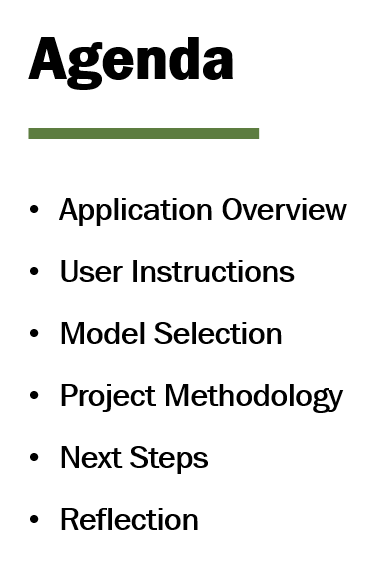 Agenda
• Application Overview
• User Instructions
• Model Selection
• Project Methodology
• Next Steps
• Reflection